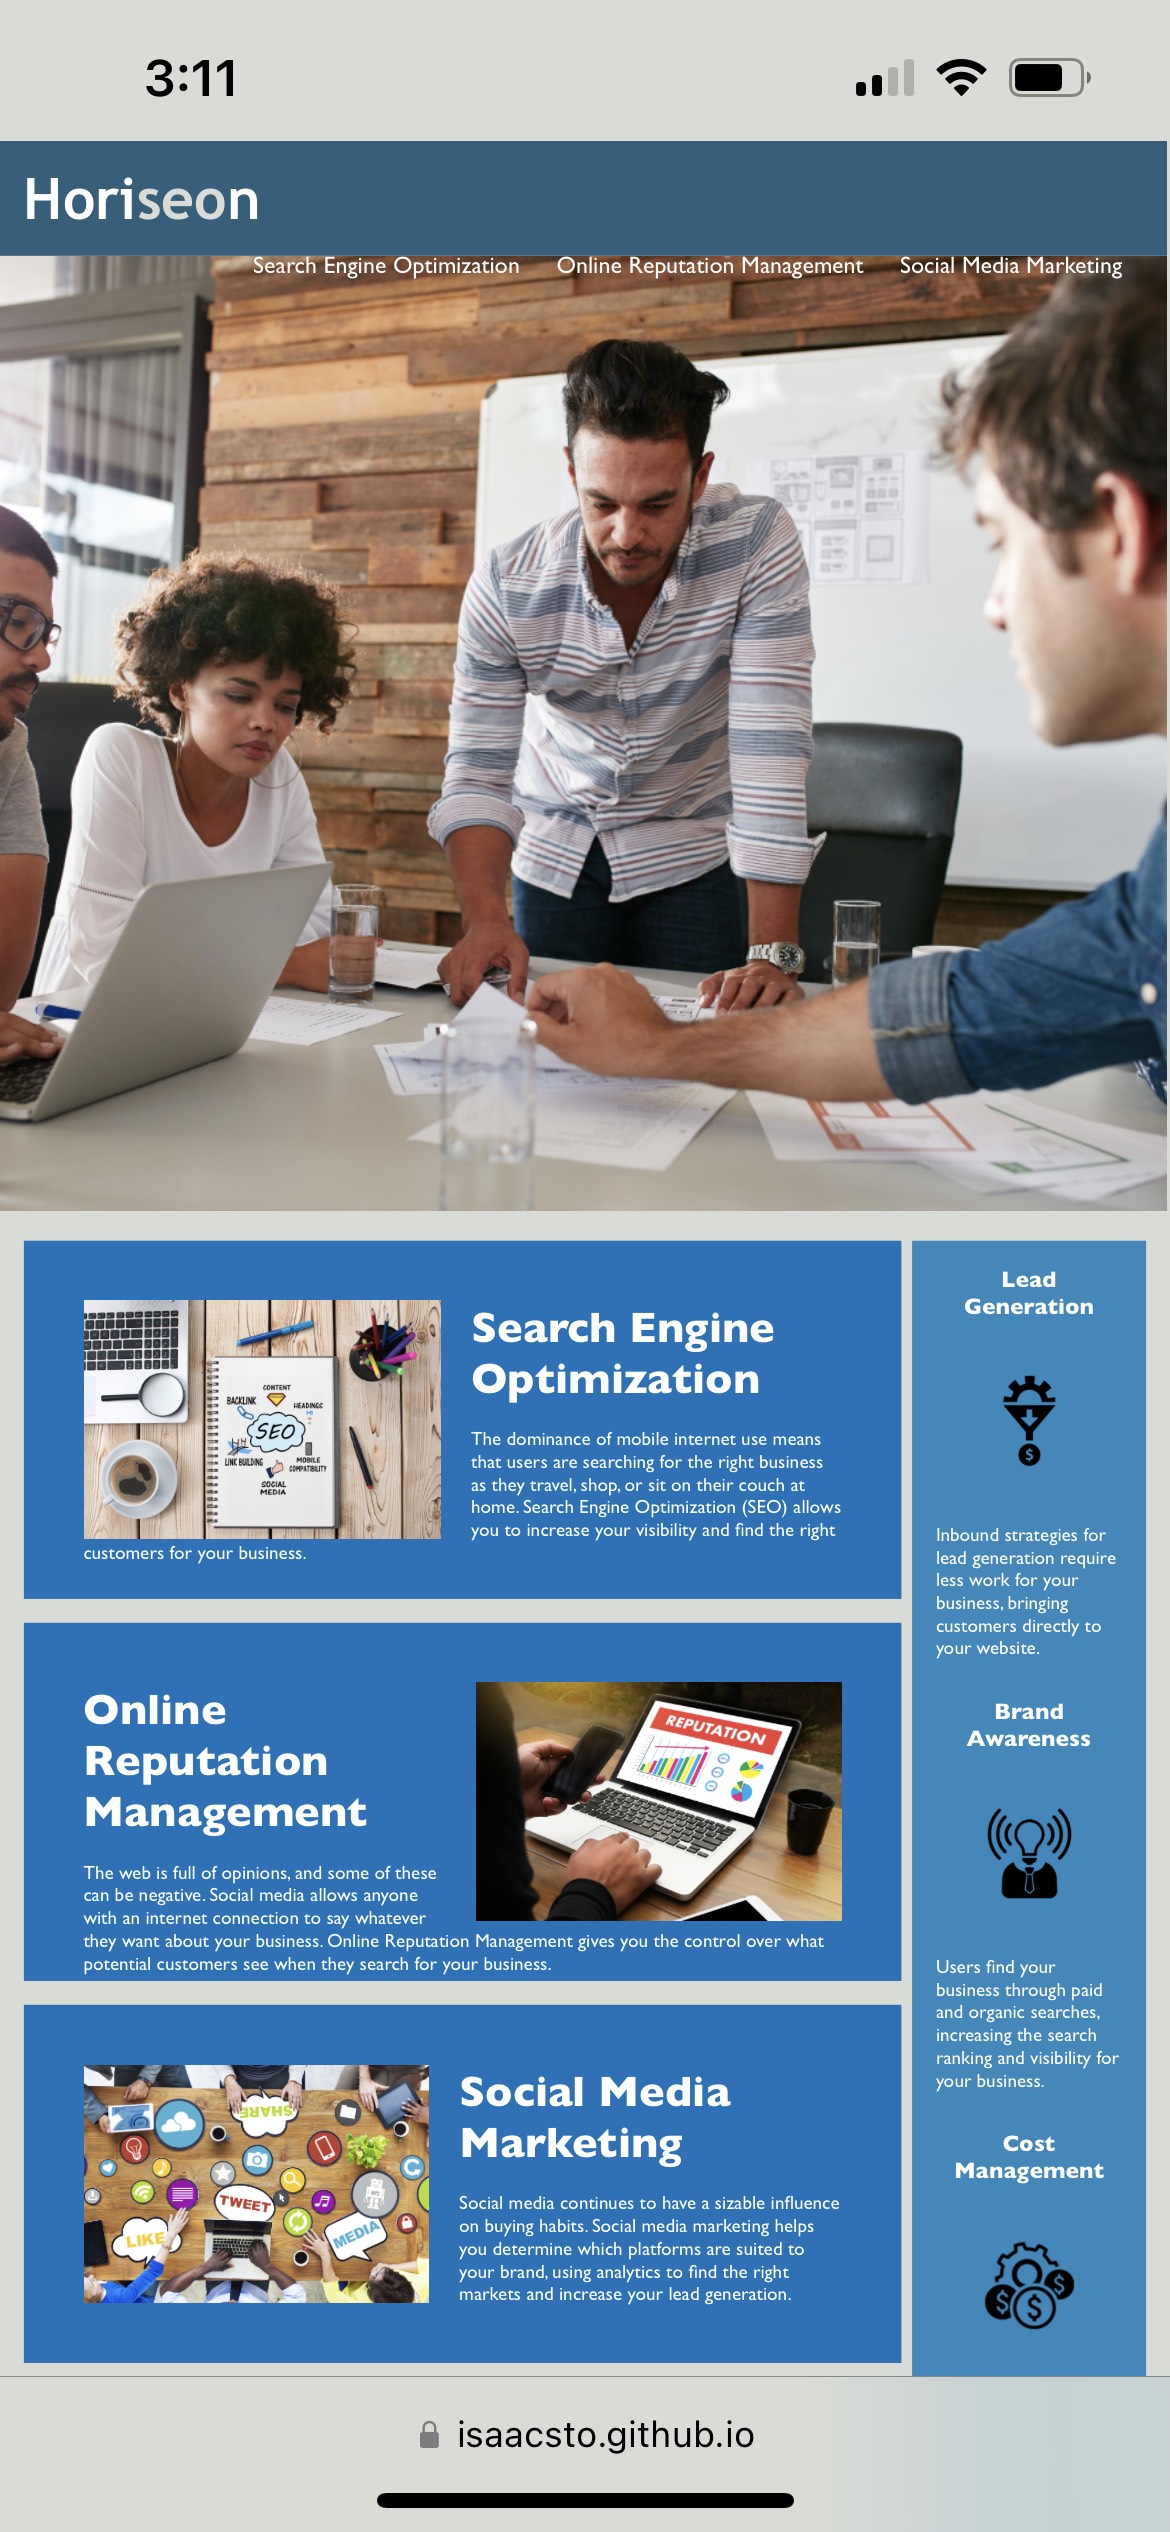 3:11
Horiseon
Search Engine Optimization Online Reputation Management Social Media Marketing
CONTENT
BACKLINK
HEADINGS
SEO
LINK BUILDING
MOBILE
COMPATIBILITY
SOCIAL
MEDIA
Search Engine
Optimization
The dominance of mobile internet use means
that users are searching for the right business
as they travel, shop, or sit on their couch at
home. Search Engine Optimization (SEO) allows
you to increase your visibility and find the right
customers for your business.
Online
Reputation
Management
The web is full of opinions, and some of these
can be negative. Social media allows anyone
with an internet connection to say whatever
they want about your business. Online Reputation Management gives you the control over what
potential customers see when they search for your business.
REPUTATION
SHARE
TWEET
LIKE
MEDIA
Social Media
Marketing
Social media continues to have a sizable influence
on buying habits. Social media marketing helps
you determine which platforms are suited to
your brand, using analytics to find the right
markets and increase your lead generation.
Lead
Generation
$
Inbound strategies for
lead generation require
less work for your
business, bringing
customers directly to
your website.
Brand
Awareness
Users find your
business through paid
and organic searches,
increasing the search
ranking and visibility for
your business.
Cost
Management
$ $ $
isaacsto.github.io